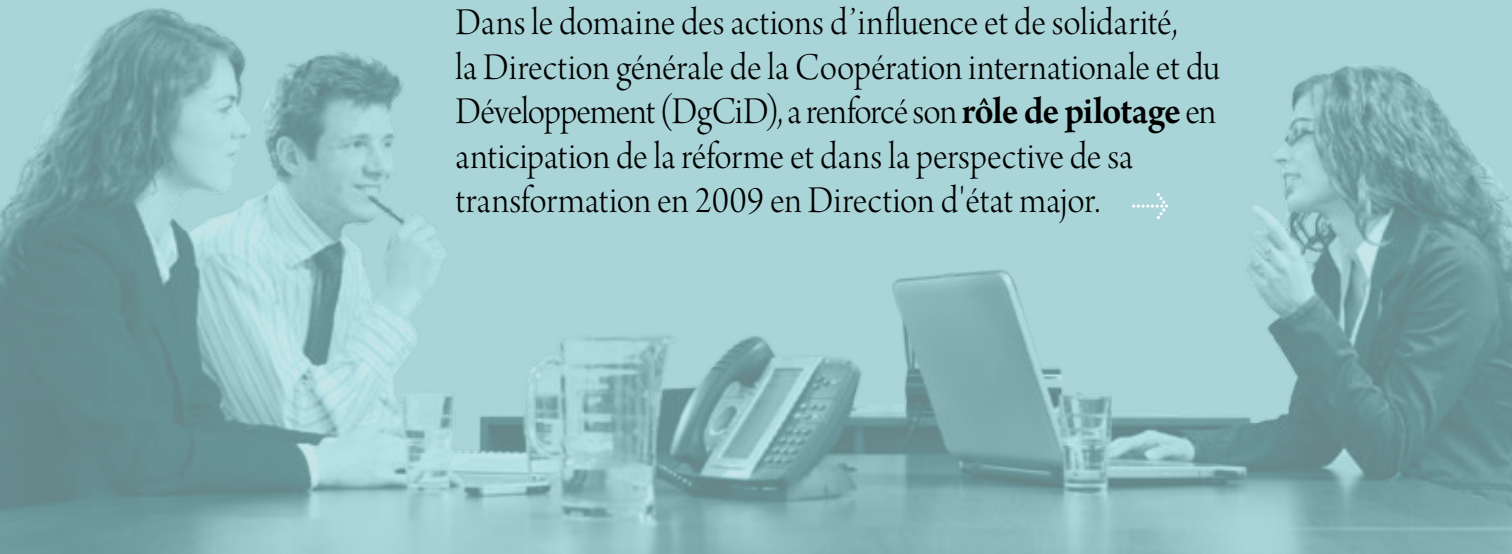 Dans le domaine des actions d’influence et de solidarité,
la Direction générale de la Coopération internationale et du
Développement (DgCiD), a renforcé son rôle de pilotage en
anticipation de la réforme et dans la perspective de sa
transformation en 2009 en Direction d'état major.